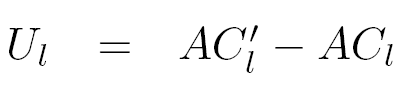 U_l = AC'_l − AC_l